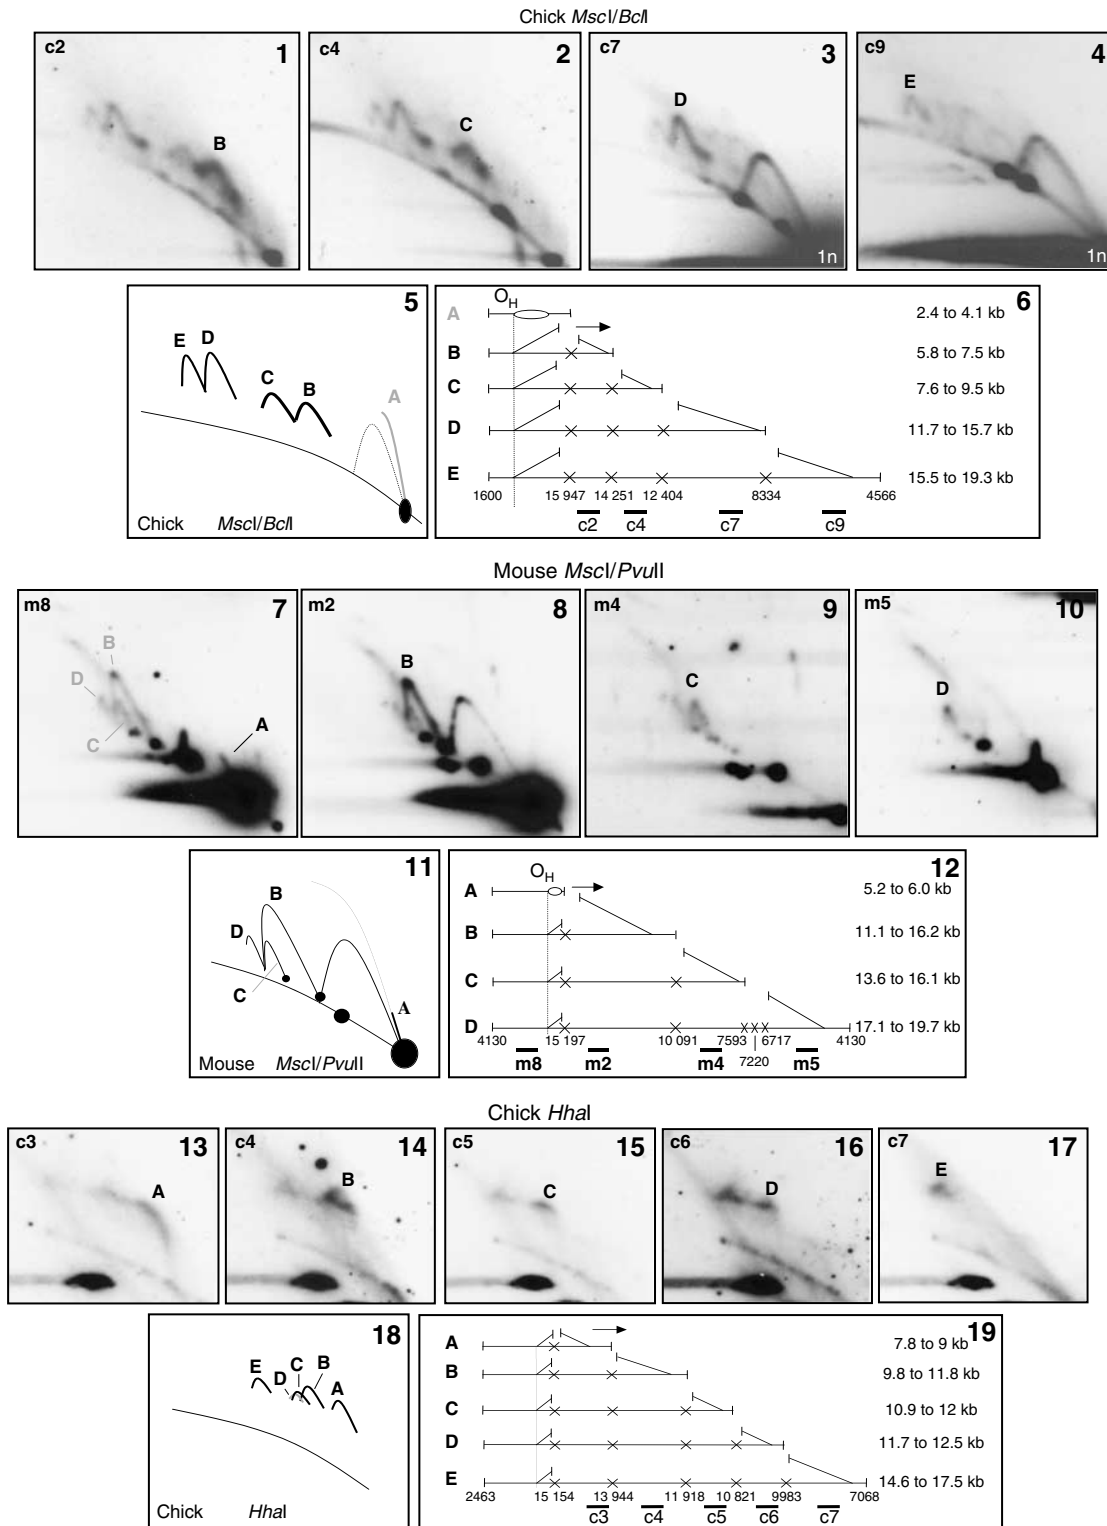 Chick MscI/BclI
c2 1
c4 2
c7 3
c9 4
B
C
D
E
1n
1n
5
E D
C B
A
Chick MscI/BclI
6
OH
A 2.4 to 4.1 kb
B 5.8 to 7.5 kb
C 7.6 to 9.5 kb
D 11.7 to 15.7 kb
E 15.5 to 19.3 kb
1600 15 947 14 251 12 404 8334 4566
c2 c4 c7 c9
Mouse MscI/PvuII
m8 7
m2 8
m4 9
m5 10
B
D
C
A
B
C
D
11
B
D
C
A
Mouse MscI/PvuII
12
OH
A 5.2 to 6.0 kb
B 11.1 to 16.2 kb
C 13.6 to 16.1 kb
D 17.1 to 19.7 kb
4130 15 197 10 091 7593 6717 4130
7220
m8 m2 m4 m5
Chick HhaI
c3 13
c4 14
c5 15
c6 16
c7 17
A
B
C
D
E
18
E D C B A
Chick HhaI
19
A 7.8 to 9 kb
B 9.8 to 11.8 kb
C 10.9 to 12 kb
D 11.7 to 12.5 kb
E 14.6 to 17.5 kb
2463 15 154 13 944 11 918 10 821 9983 7068
c3 c4 c5 c6 c7